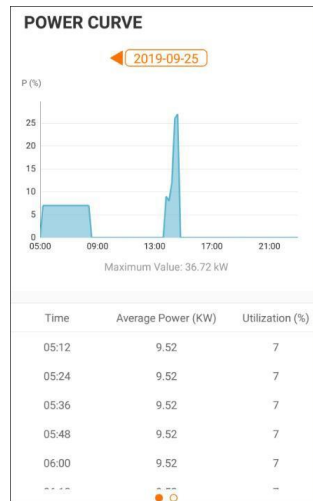 POWER CURVE
2019-09-25
P (%)
25
20
15
10
5
0
05:00 09:00 13:00 17:00 21:00
Maximum Value: 36.72 kW
Time Average Power (KW) Utilization (%)
05:12 9.52 7
05:24 9.52 7
05:36 9.52 7
05:48 9.52 7
06:00 9.52 7